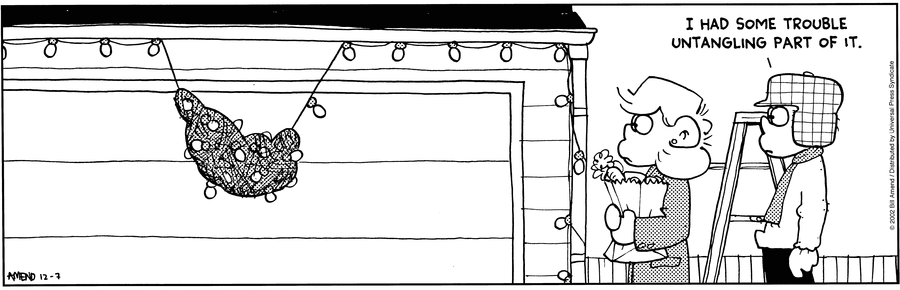 I HAD SOME TROUBLE
UNTANGLING PART OF IT.
© 2002 Bill Amend / Distributed by Universal Press Syndicate
AMEND 12-7